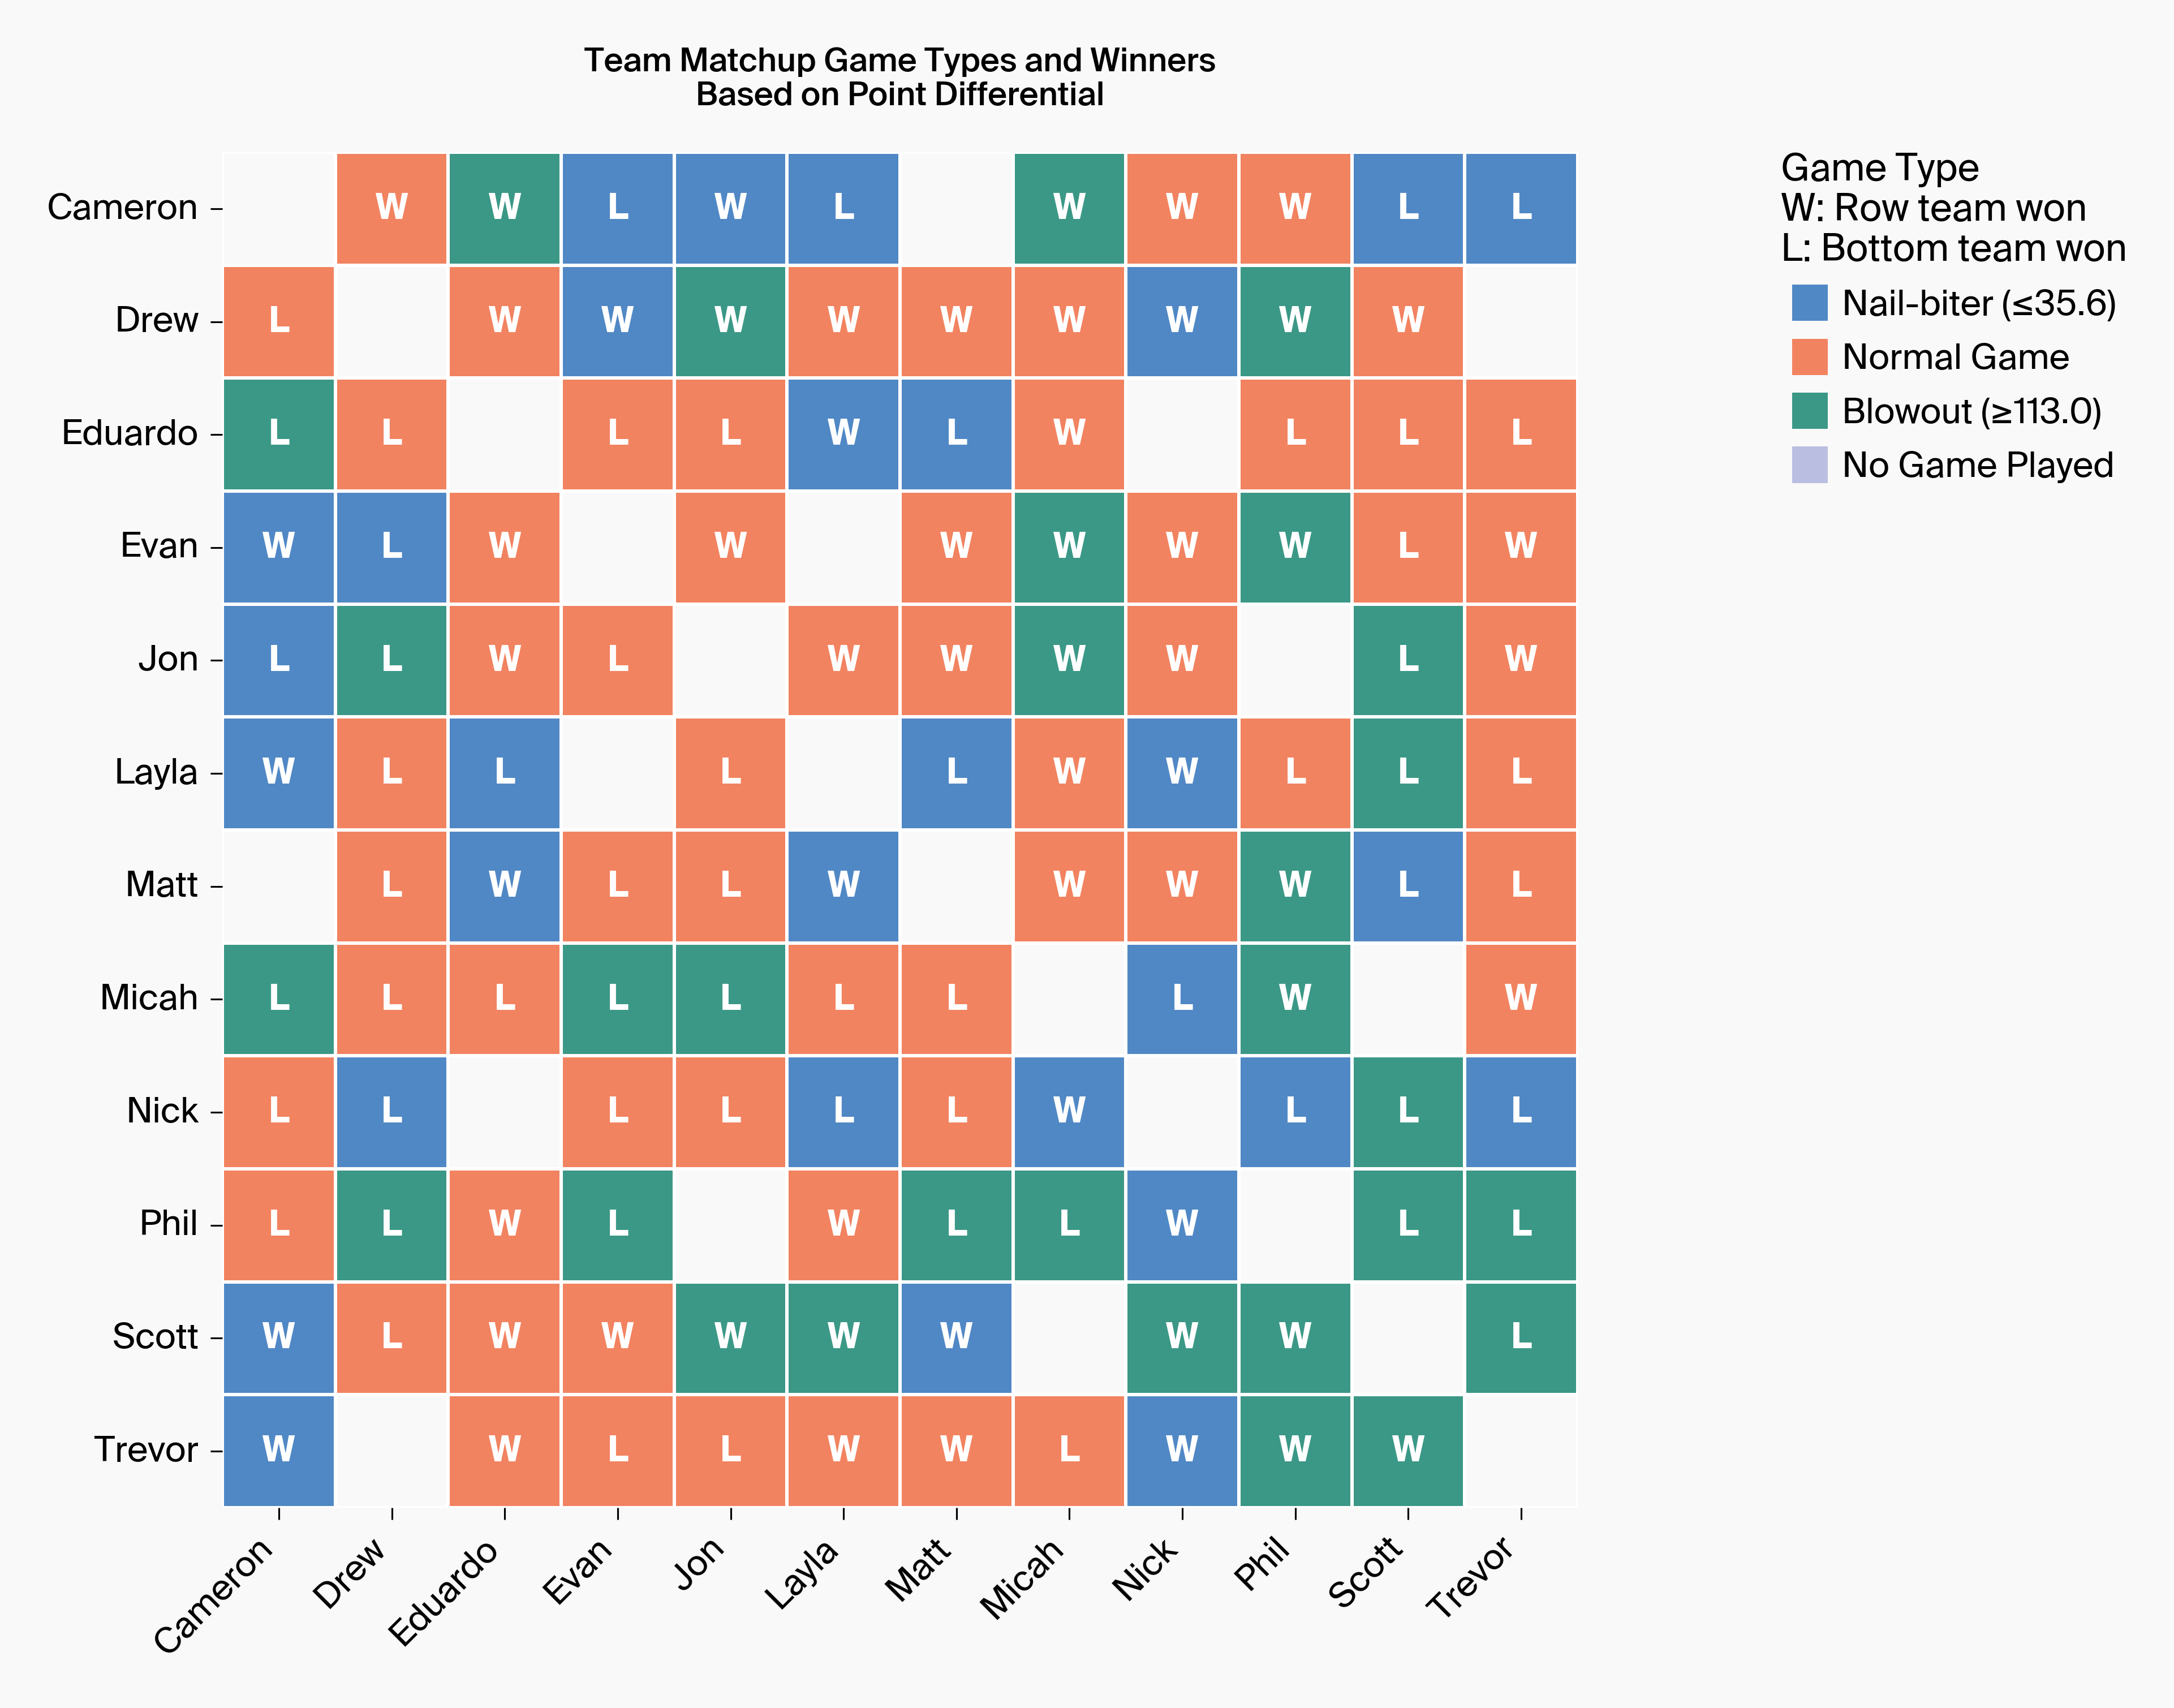 Team Matchup Game Types and Winners
Based on Point Differential
Game Type
W: Row team won
L: Bottom team won
Nail-biter (≤35.6)
Normal Game
Blowout (≥113.0)
No Game Played
Cameron W W L W L W W W L L
Drew L W W W W W W W W W
Eduardo L L L L W L W L L L
Evan W L W W W W W W L W
Jon L L W L W W W W L W
Layla W L L L L W W L L L
Matt L W L L W W W W L L
Micah L L L L L L L L W W
Nick L L L L L L W L L L
Phil L L W L W L L W L L
Scott W L W W W W W W W L
Trevor W W L L W W L W W W
Cameron Drew Eduardo Evan Jon Layla Matt Micah Nick Phil Scott Trevor